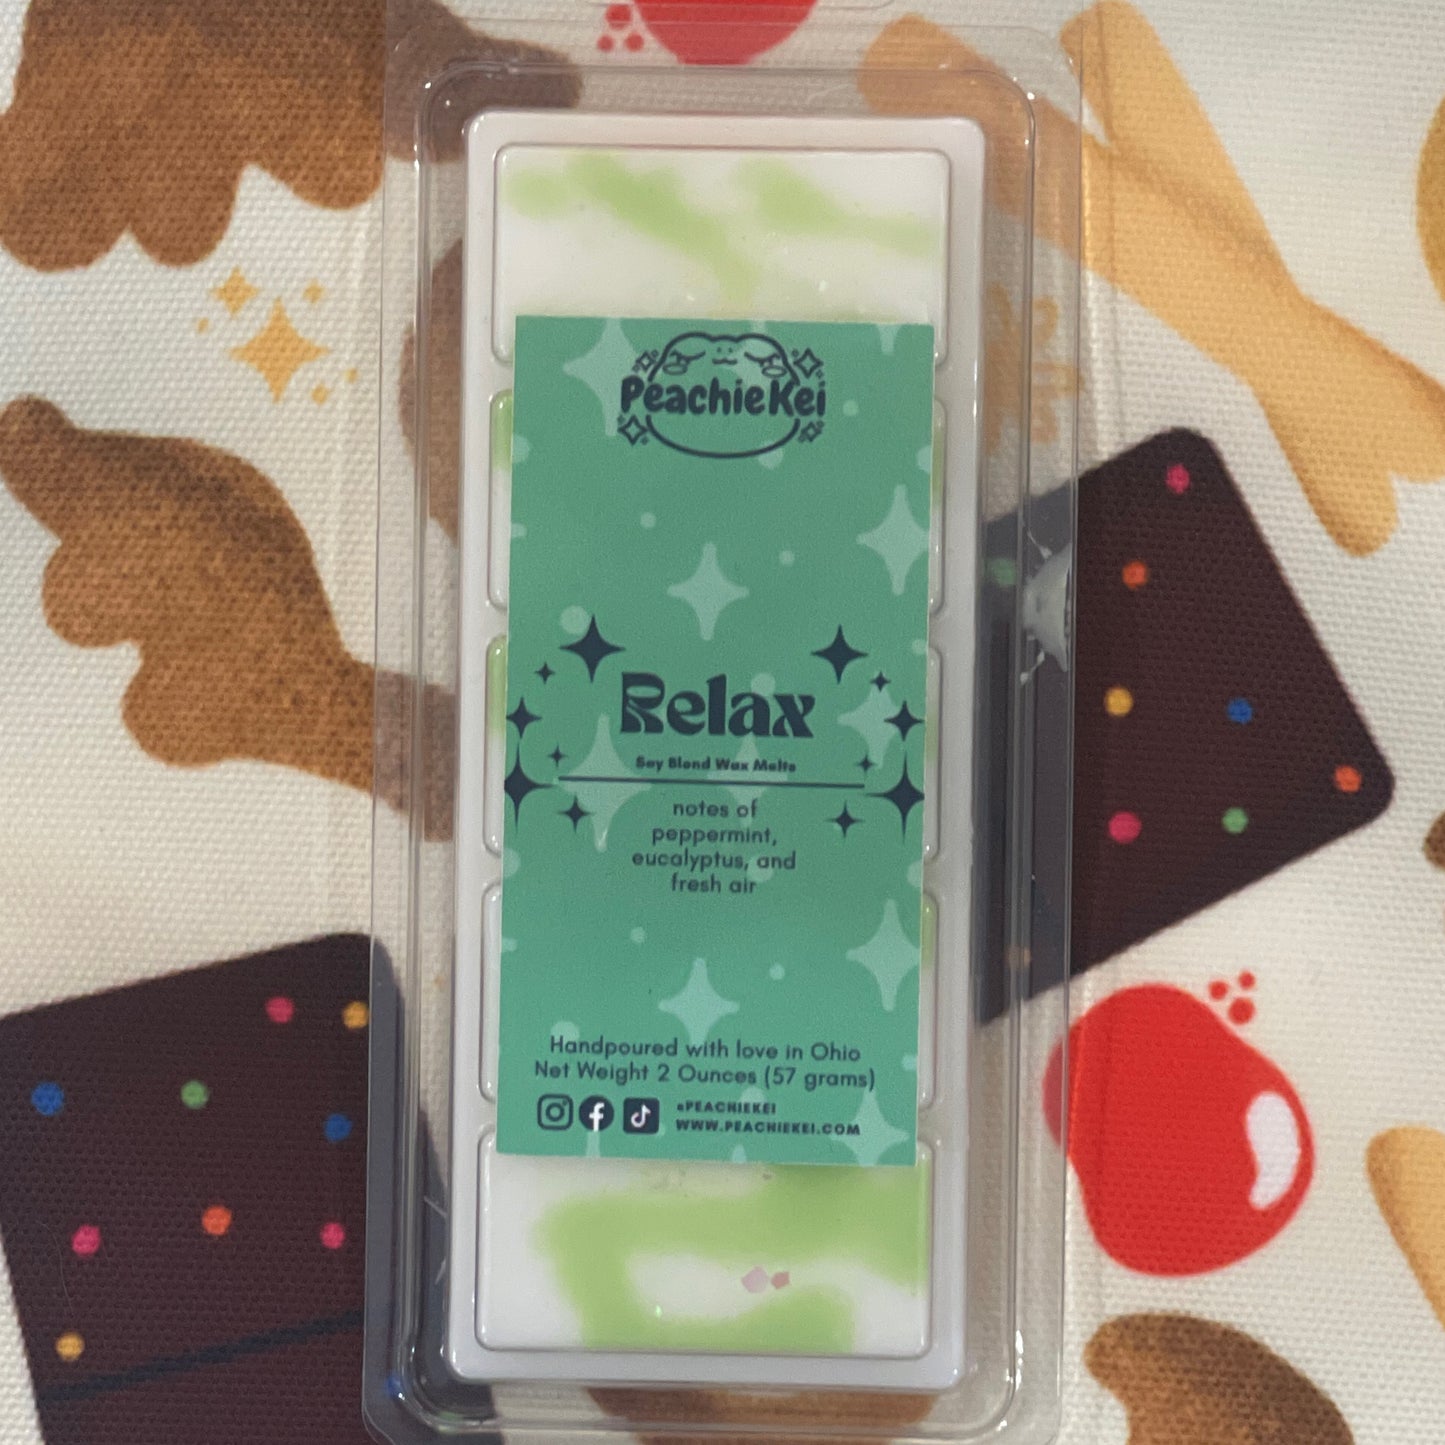 PeachieKei
Relax
Soy Blend Wax Melts
notes of
peppermint,
eucalyptus, and
fresh air
Handpoured with love in Ohio
Net Weight 2 Ounces (57 grams)
@PEACHIEKEI
WWW.PEACHIEKEI.COM